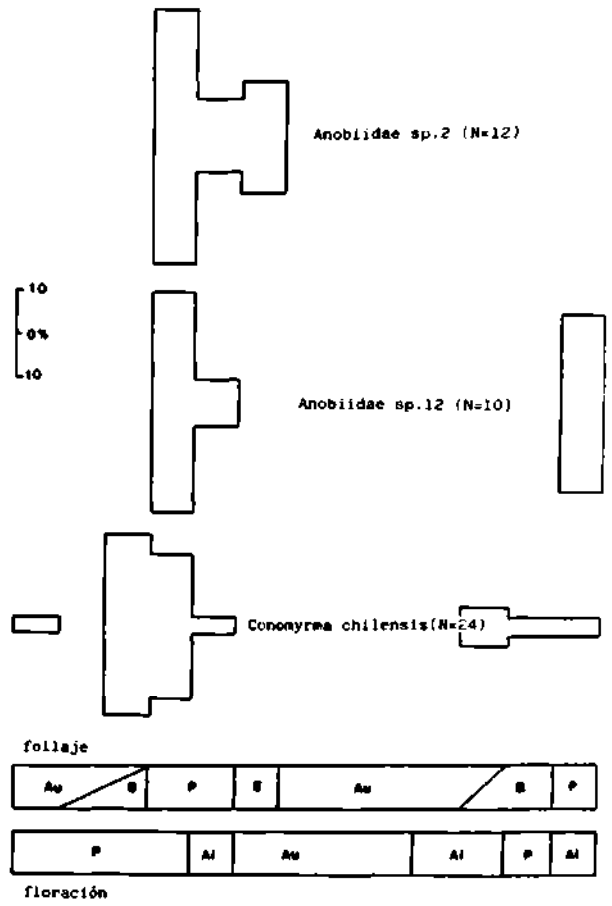 Anobiidae sp.2 (N=12)
10
0%
10
Anobiidae sp.12 (N=10)
Conomyrma chilensis(N=24)
follaje
Au B P E Au B P
P Al Au Al P Al
floración